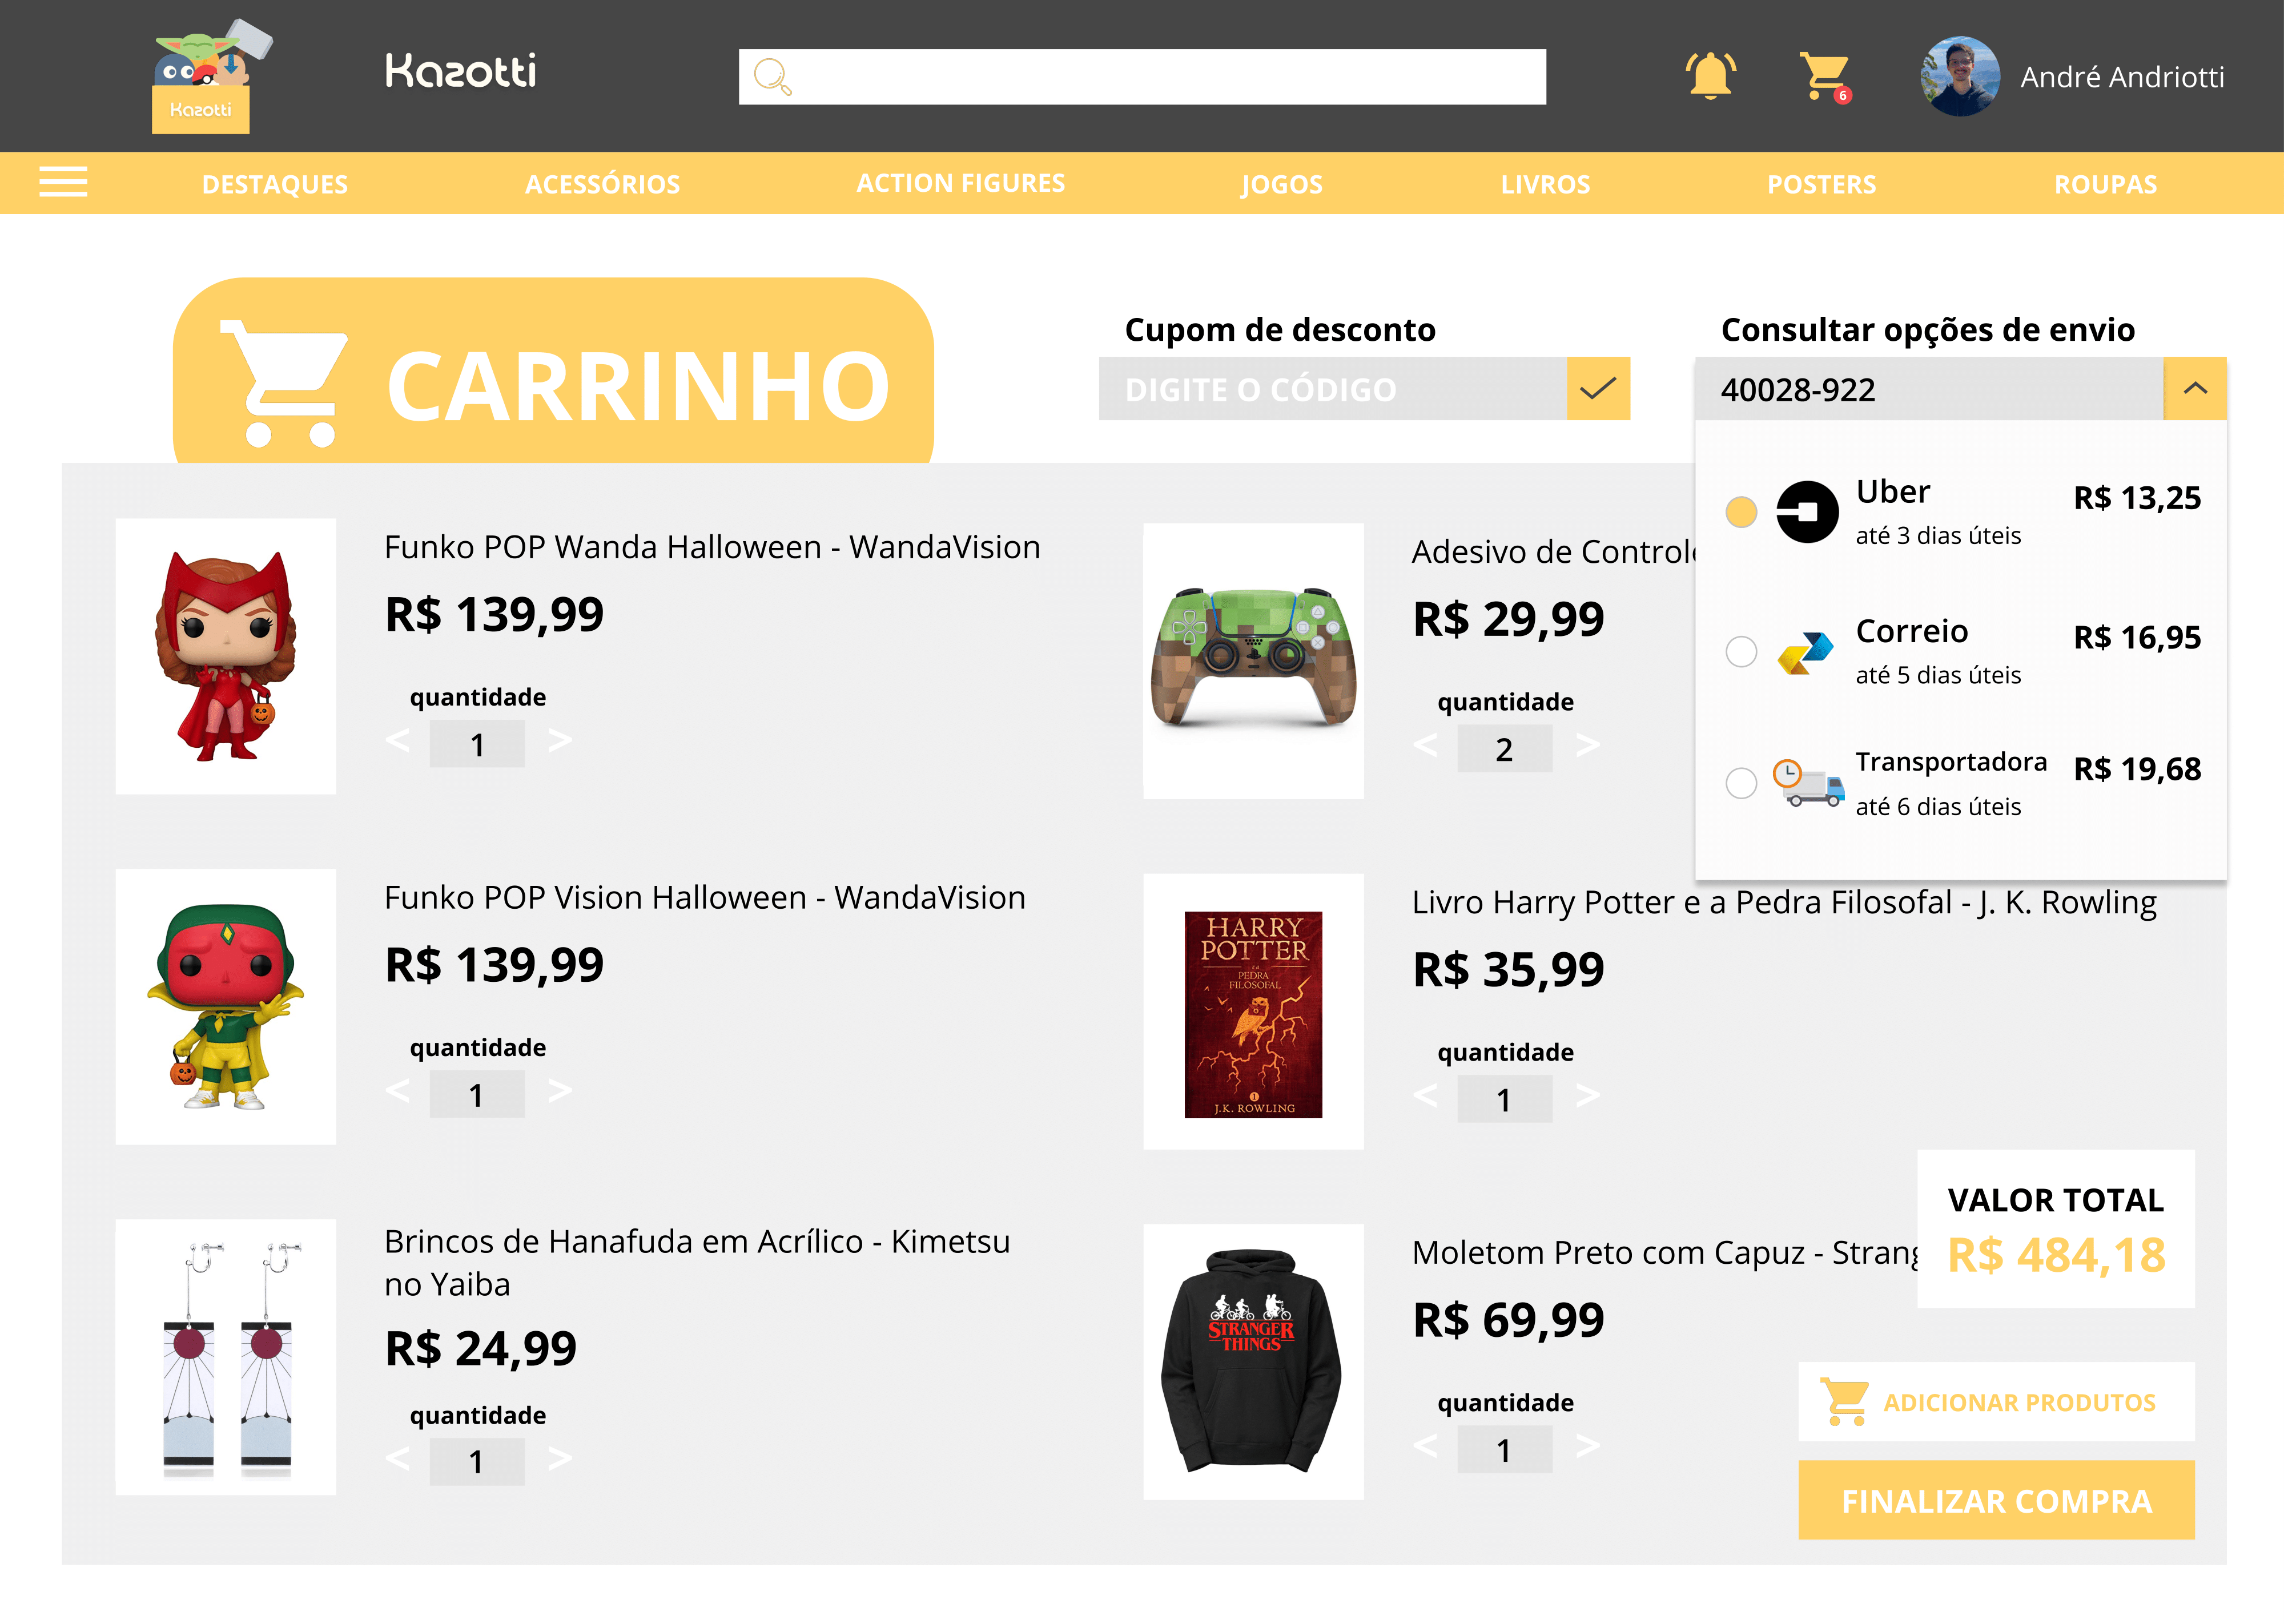 Kazotti
Kazotti
6
André Andriotti
DESTAQUES
ACESSÓRIOS
ACTION FIGURES
JOGOS
LIVROS
POSTERS
ROUPAS
CARRINHO
Cupom de desconto
DIGITE O CÓDIGO
Consultar opções de envio
40028-922
Uber
R$ 13,25
até 3 dias úteis
Correio
R$ 16,95
até 5 dias úteis
Transportadora
R$ 19,68
até 6 dias úteis
Funko POP Wanda Halloween - WandaVision
R$ 139,99
quantidade
< 1 >
Adesivo de Controle
R$ 29,99
quantidade
< 2 >
Funko POP Vision Halloween - WandaVision
R$ 139,99
quantidade
< 1 >
HARRY
POTTER
e a
PEDRA
FILOSOFAL
1
J.K. ROWLING
Livro Harry Potter e a Pedra Filosofal - J. K. Rowling
R$ 35,99
quantidade
< 1 >
Brincos de Hanafuda em Acrílico - Kimetsu
no Yaiba
R$ 24,99
quantidade
< 1 >
STRANGER
THINGS
Moletom Preto com Capuz - Strang
R$ 69,99
quantidade
< 1 >
VALOR TOTAL
R$ 484,18
ADICIONAR PRODUTOS
FINALIZAR COMPRA